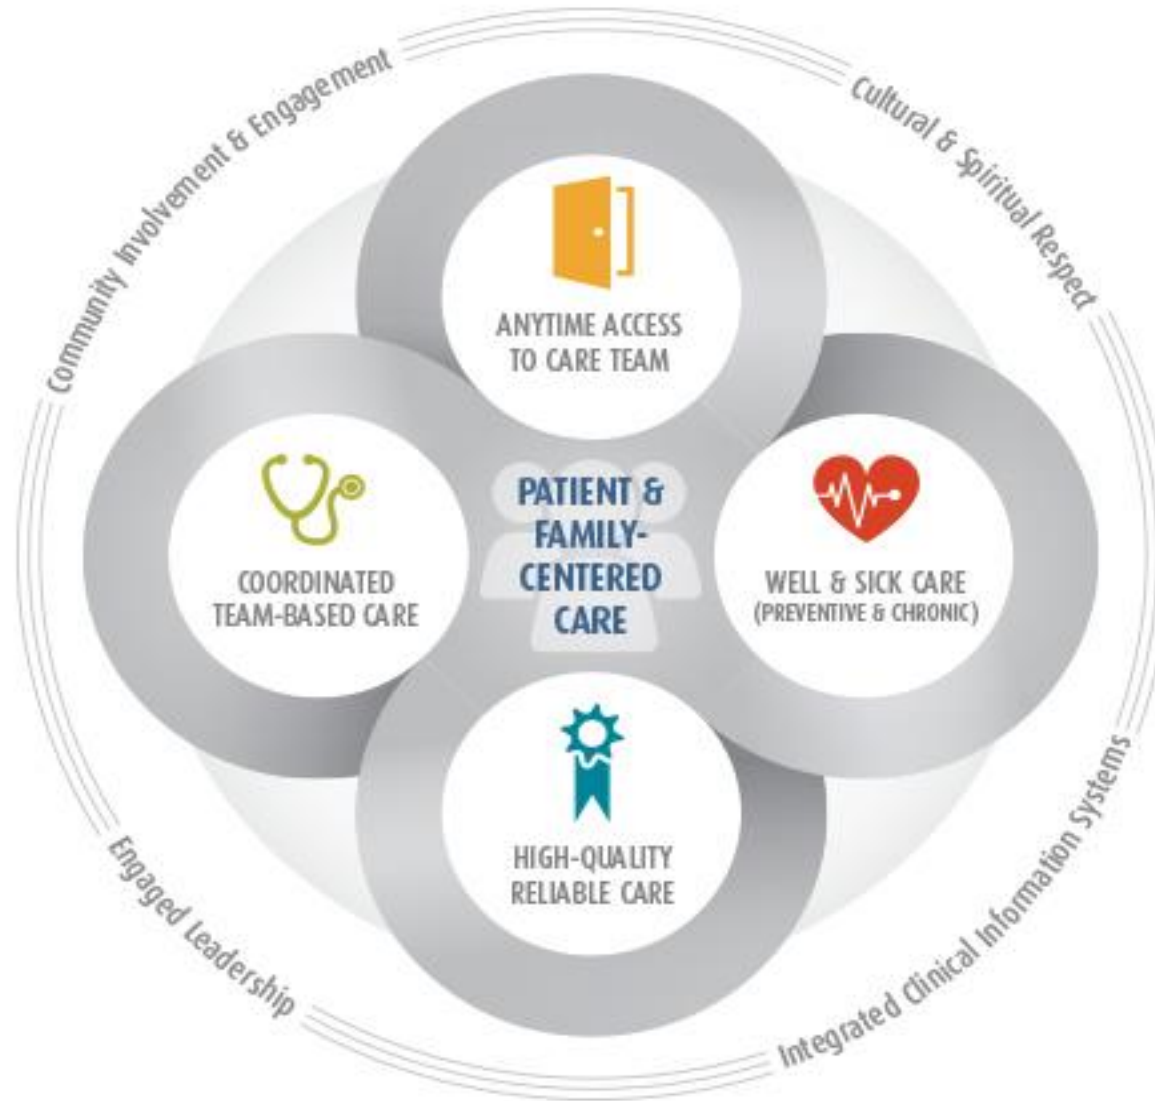 Community Involvement & Engagement
Cultural & Spiritual Respect
ANYTIME ACCESS
TO CARE TEAM
COORDINATED
TEAM-BASED CARE
PATIENT &
FAMILY-
CENTERED
CARE
WELL & SICK CARE
(PREVENTIVE & CHRONIC)
HIGH-QUALITY
RELIABLE CARE
Engaged Leadership
Integrated Clinical Information Systems